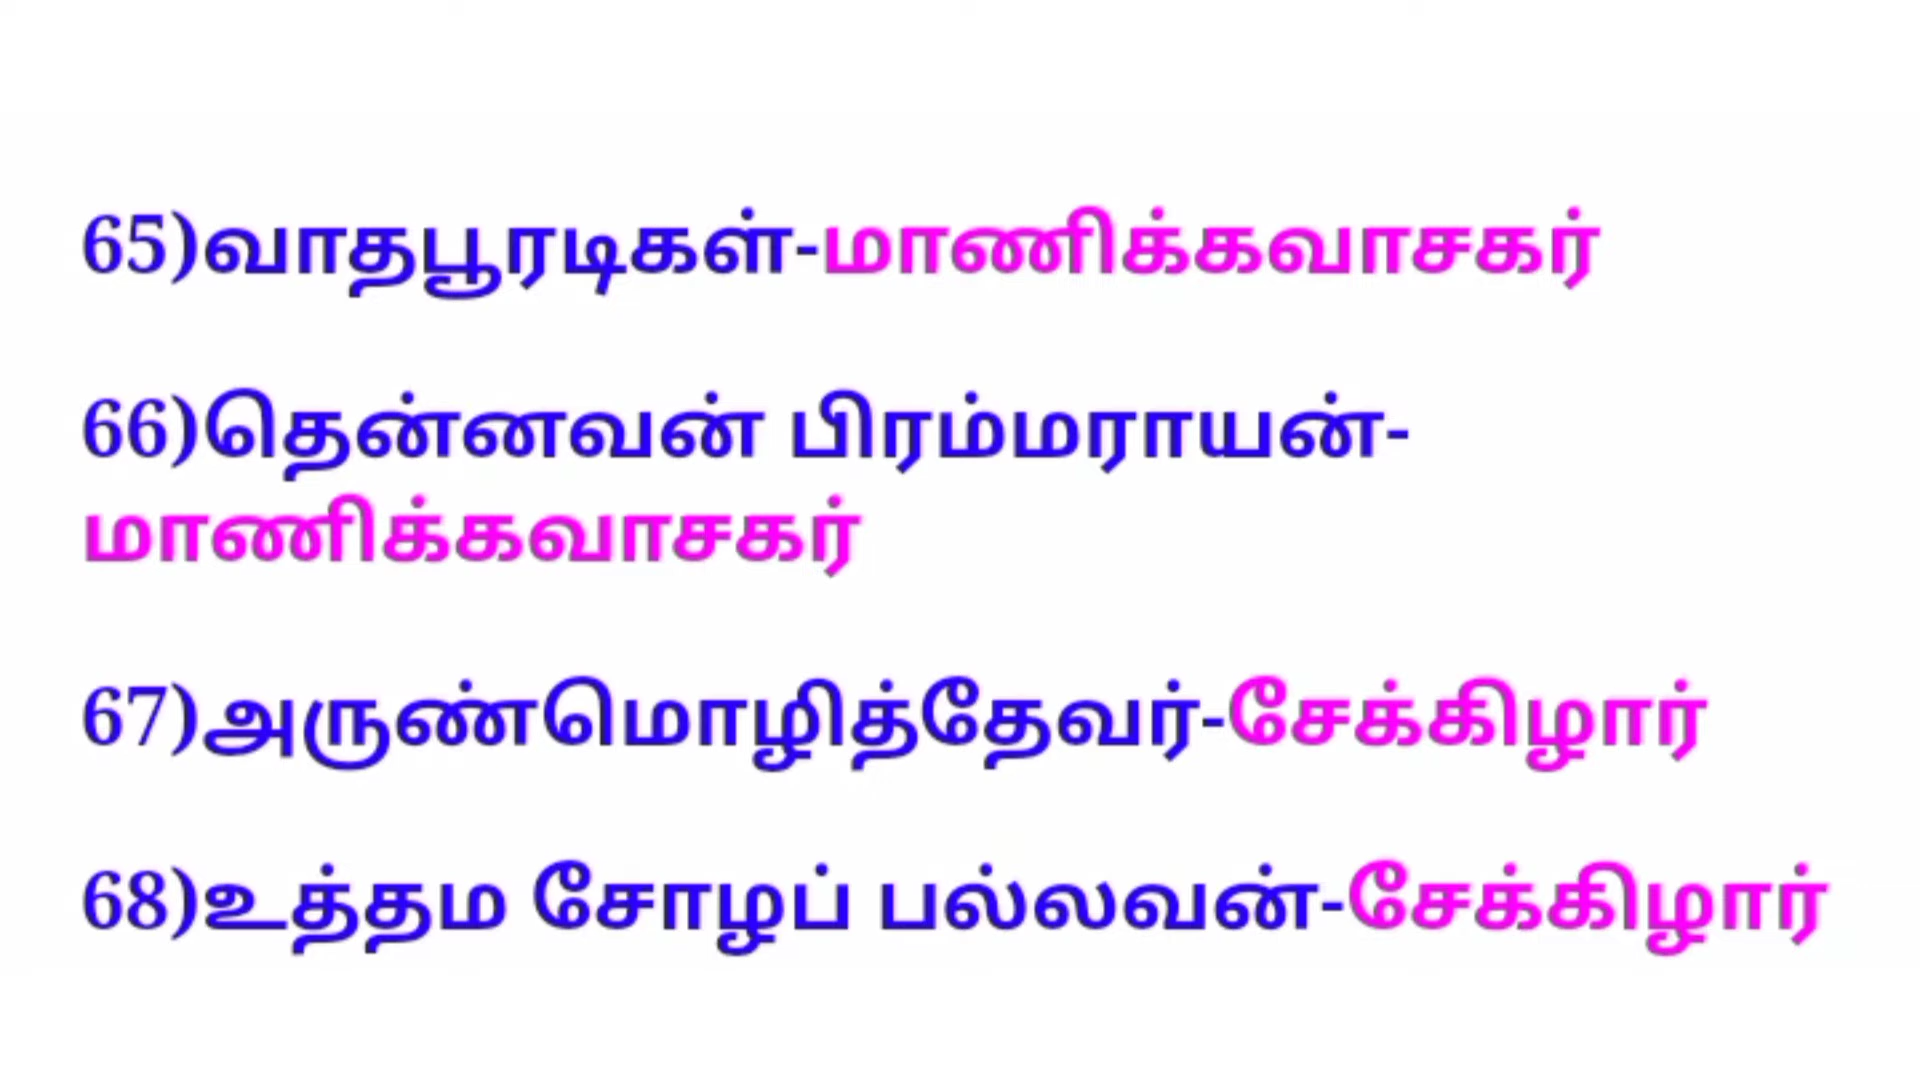 65)வாதபூரடிகள்-மாணிக்கவாசகர்
66)தென்னவன் பிரம்மராயன்-
மாணிக்கவாசகர்
67)அருண்மொழித்தேவர்-சேக்கிழார்
68)உத்தம சோழப் பல்லவன்-சேக்கிழார்